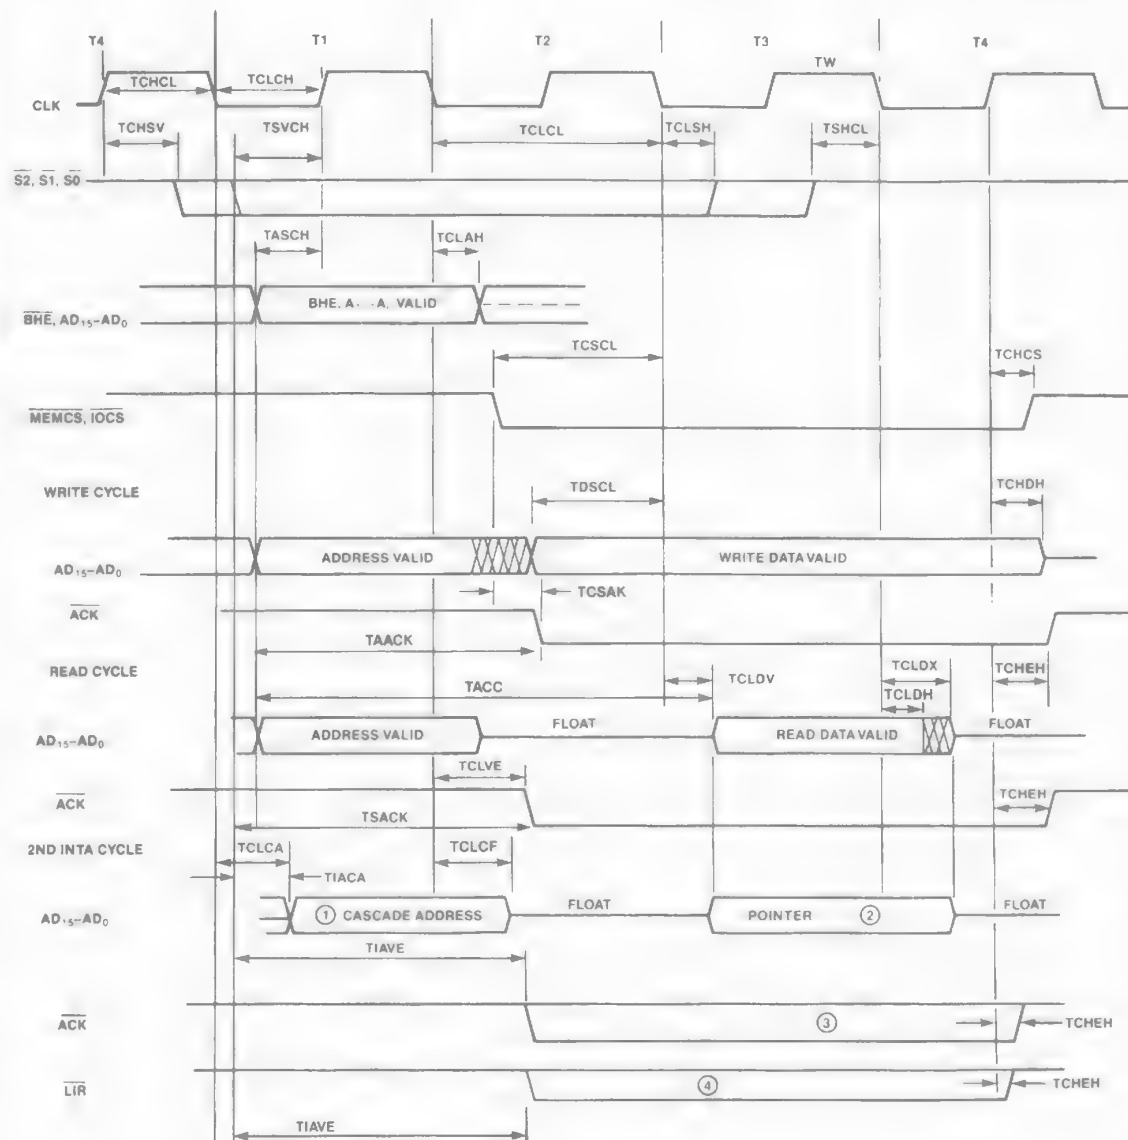 T4 T1 T2 T3 T4
TCHCL TCLCH TW
CLK
TCHSV TSVCH TCLCL TCLSH TSHCL
S2, S1, S0
TASCH TCLAH
BHE, A VALID
BHE, AD15–AD0
TCSCL TCHCS
MEMCS, IOCS
WRITE CYCLE TDSCL TCHDH
ADDRESS VALID WRITE DATA VALID
AD15–AD0
TCSAK
ACK
TAACK
READ CYCLE TCLDX TCHEH
TACC TCLDV TCLDH
AD15–AD0 ADDRESS VALID FLOAT READ DATA VALID FLOAT
TCLVE
ACK TCHEH
TSACK
2ND INTA CYCLE TCLCA TCLCF
TIACA
AD15–AD0 1 CASCADE ADDRESS FLOAT POINTER 2 FLOAT
TIAVE
ACK 3 TCHEH
LIR 4 TCHEH
TIAVE